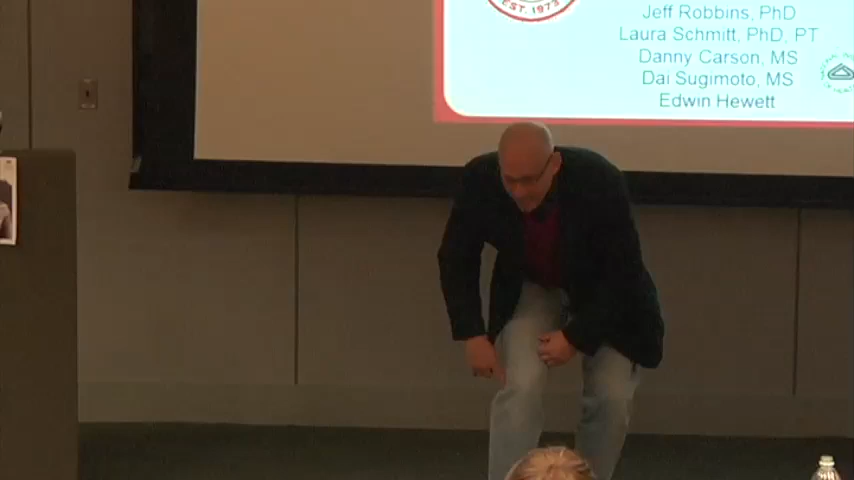 EST. 1973
Jeff Robbins, PhD
Laura Schmitt, PhD, PT
Danny Carson, MS
Dai Sugimoto, MS
Edwin Hewett